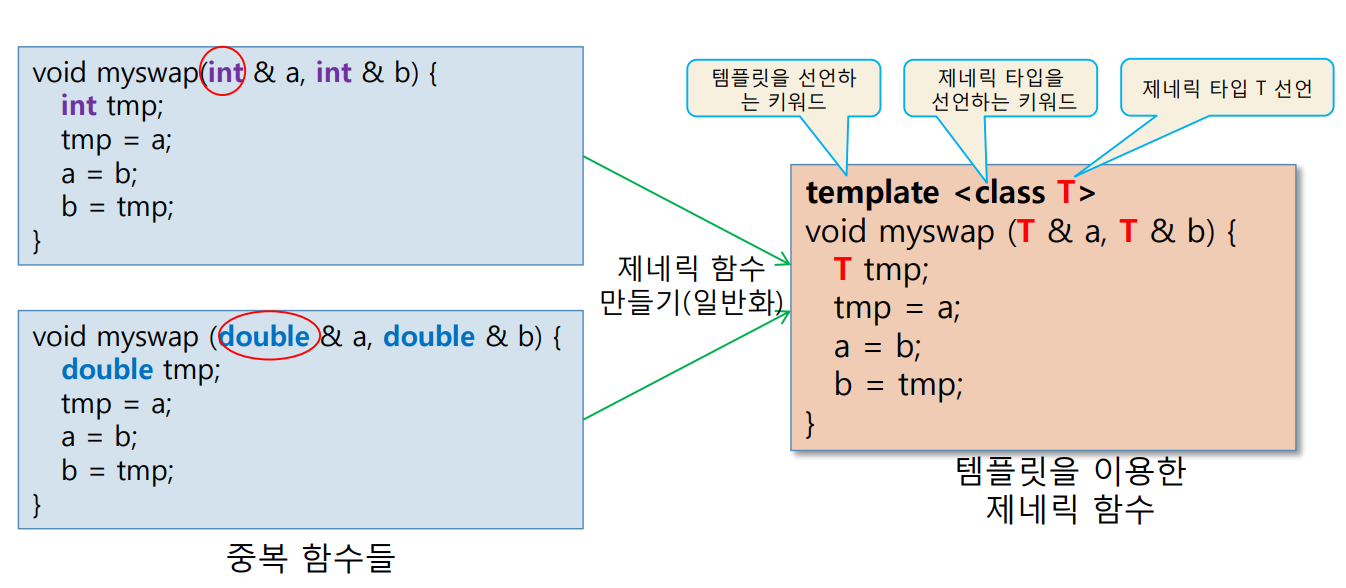 void myswap(int & a, int & b) {
int tmp;
tmp = a;
a = b;
b = tmp;
}
void myswap (double & a, double & b) {
double tmp;
tmp = a;
a = b;
b = tmp;
}
중복 함수들
제네릭 함수
만들기(일반화)
템플릿을 선언하
는 키워드
제네릭 타입을
선언하는 키워드
제네릭 타입 T 선언
template <class T>
void myswap (T & a, T & b) {
T tmp;
tmp = a;
a = b;
b = tmp;
}
템플릿을 이용한
제네릭 함수